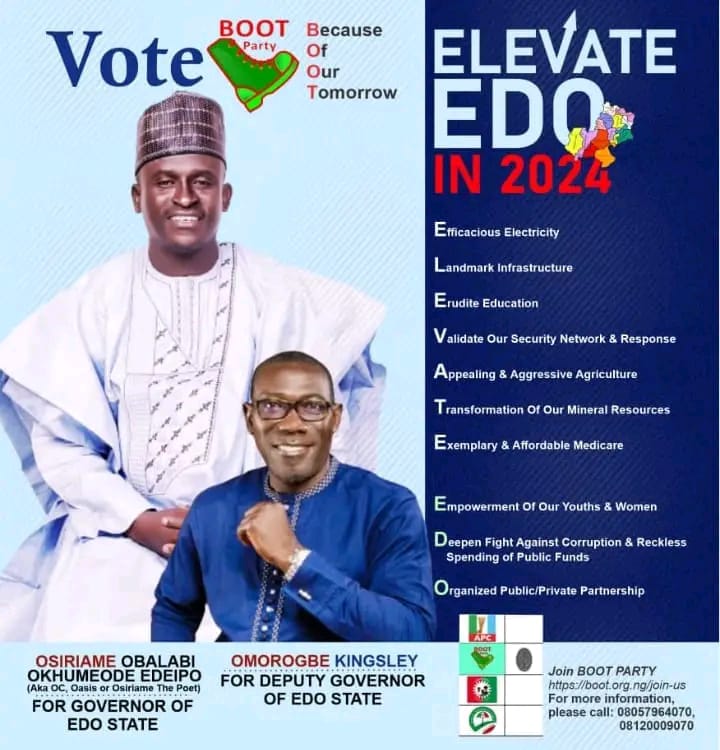 Vote
BOOT
Party
Because
Of
Our
Tomorrow
ELEVATE
EDO
IN 2024
Efficacious Electricity
Landmark Infrastructure
Erudite Education
Validate Our Security Network & Response
Appealing & Aggressive Agriculture
Transformation Of Our Mineral Resources
Exemplary & Affordable Medicare
Empowerment Of Our Youths & Women
Deepen Fight Against Corruption & Reckless
Spending of Public Funds
Organized Public/Private Partnership
OSIRIAME OBALABI
OKHUMEODE EDEIPO
(Aka OC, Oasis or Osiriame The Poet)
FOR GOVERNOR OF
EDO STATE
OMOROGBE KINGSLEY
FOR DEPUTY GOVERNOR
OF EDO STATE
APC
BOOT
Join BOOT PARTY
https://boot.org.ng/join-us
For more information,
please call: 08057964070,
08120009070